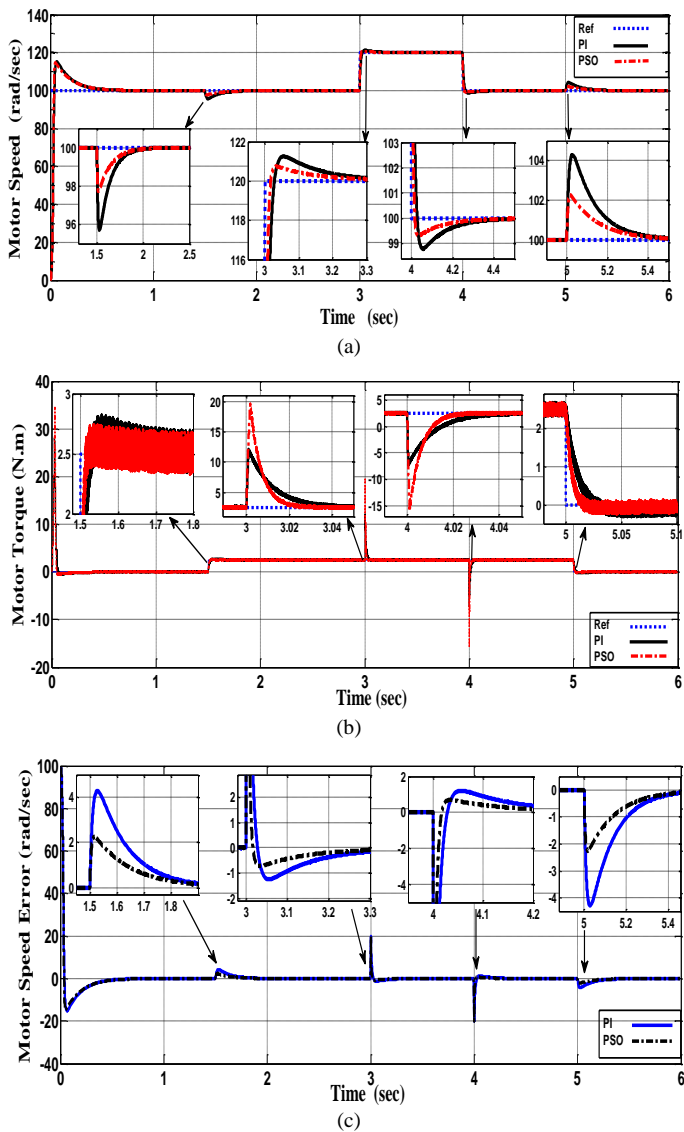 140
120
100
80
60
40
20
0
Motor Speed (rad/sec)
Ref
PI
PSO
100
98
96
1.5 2 2.5
122
120
118
116
3 3.1 3.2 3.3
103
102
101
100
99
4 4.2 4.4
104
102
100
5 5.2 5.4
0 1 2 3 4 5 6
Time (sec)
(a)
40
30
20
10
0
-10
-20
Motor Torque (N.m)
3
2.5
2
1.5 1.6 1.7 1.8
20
15
10
5
3 3.02 3.04
5
0
-5
-10
-15
4 4.02 4.04
2
1
0
5 5.05 5.1
Ref
PI
PSO
0 1 2 3 4 5 6
Time (sec)
(b)
100
80
60
40
20
0
-20
-40
Motor Speed Error (rad/sec)
4
2
0
1.5 1.6 1.7 1.8
2
1
0
-1
-2
3 3.1 3.2 3.3
2
0
-2
-4
4 4.1 4.2
0
-1
-2
-3
-4
5 5.2 5.4
PI
PSO
0 1 2 3 4 5 6
Time (sec)
(c)